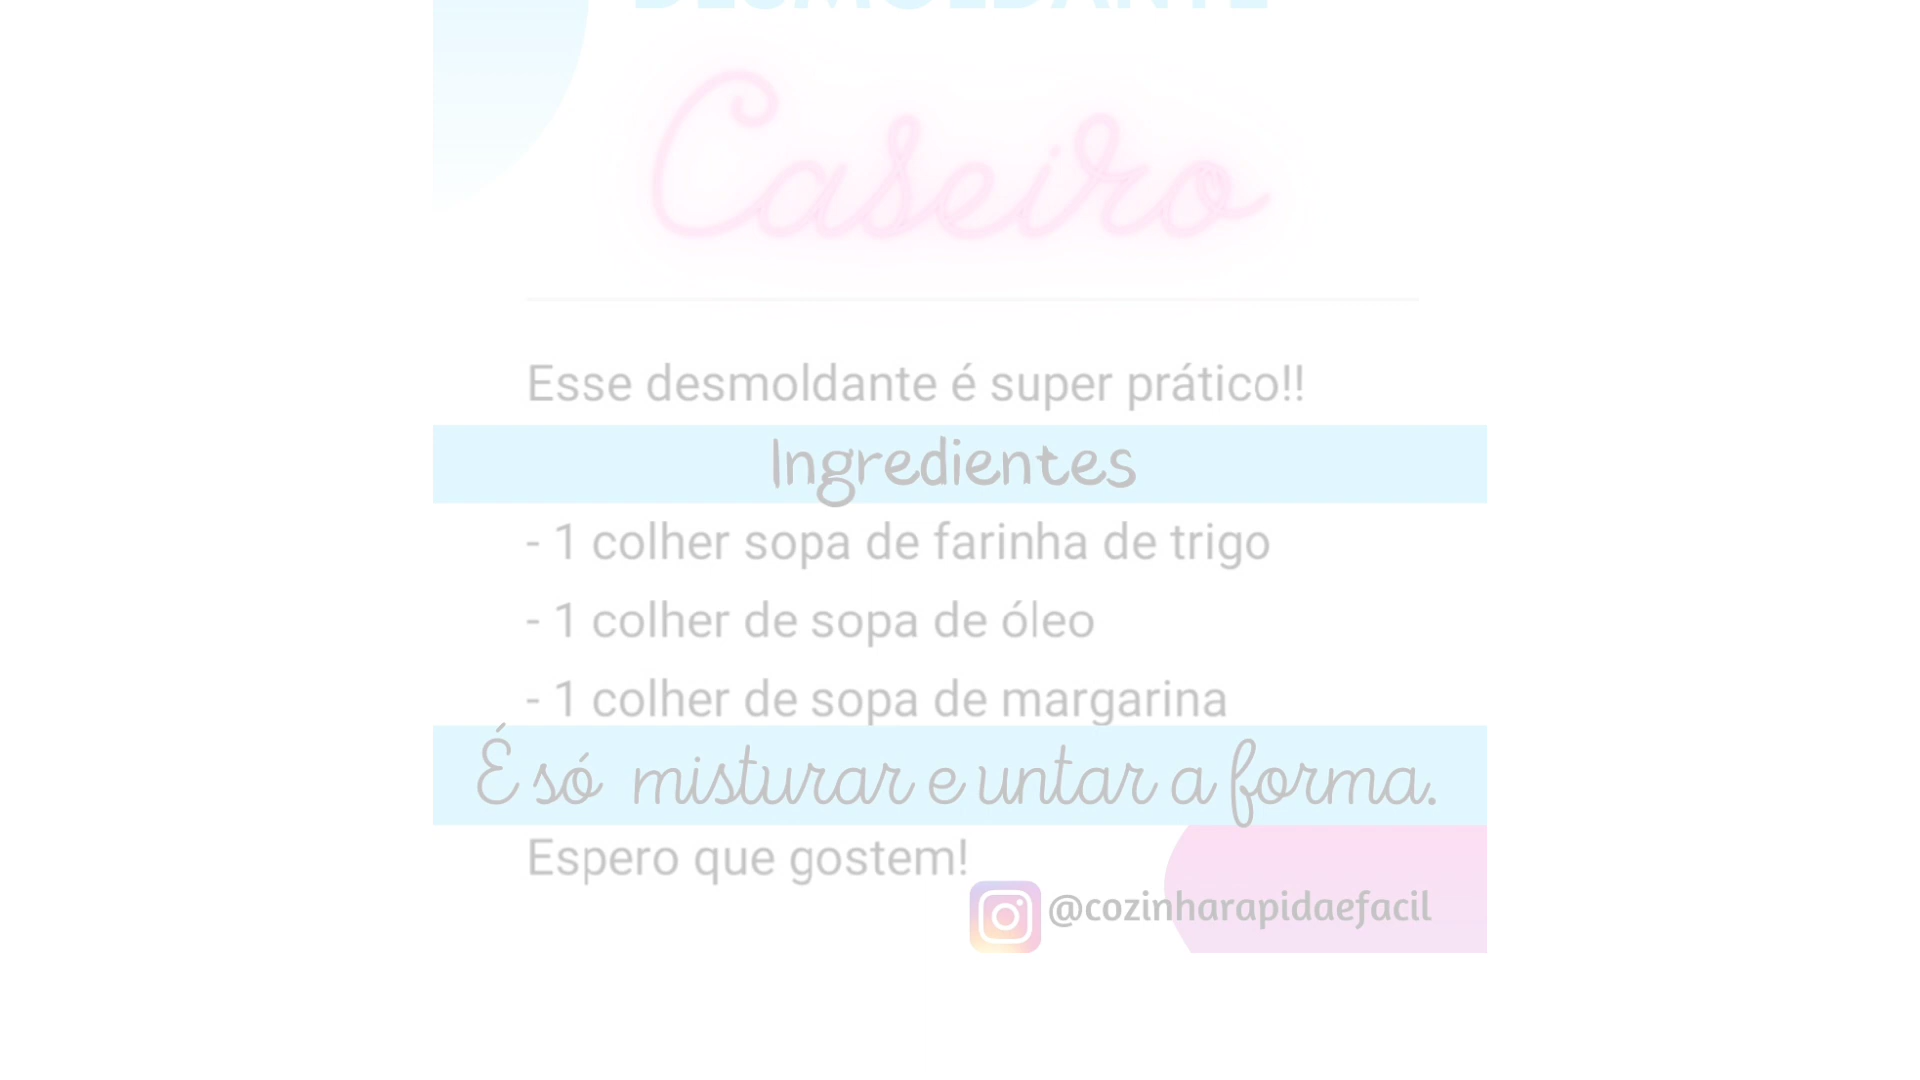 DESMOLDANTE
Caseiro
Esse desmoldante é super prático!!
Ingredientes
- 1 colher sopa de farinha de trigo
- 1 colher de sopa de óleo
- 1 colher de sopa de margarina
É só misturar e untar a forma.
Espero que gostem!
@cozinharapidaefacil